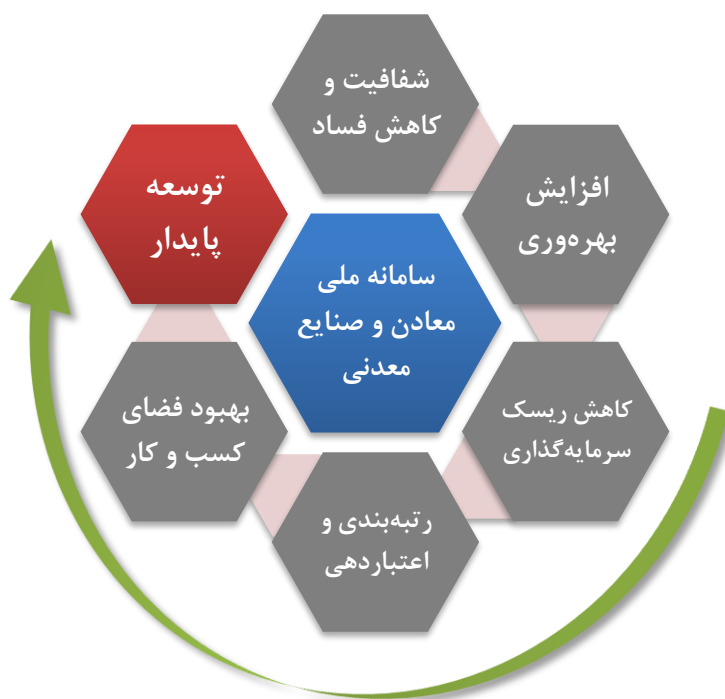 شفافیت و
کاهش فساد
افزایش
بهره‌وری
کاهش ریسک
سرمایه‌گذاری
رتبه‌بندی و
اعتباردهی
بهبود فضای
کسب و کار
توسعه
پایدار
سامانه ملی
معادن و صنایع
معدنی